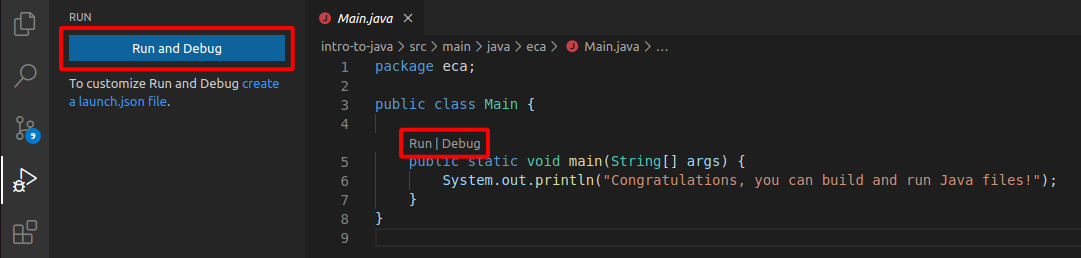 RUN
Run and Debug
To customize Run and Debug create
a launch.json file.
9
J Main.java ×
intro-to-java > src > main > java > eca > J Main.java > ...
1 package eca;
2
3 public class Main {
4
Run | Debug
5 public static void main(String[] args) {
6 System.out.println("Congratulations, you can build and run Java files!");
7 }
8 }
9